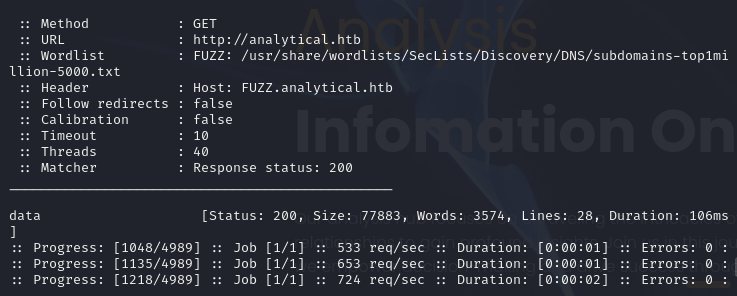 Analysis
:: Method           : GET
:: URL              : http://analytical.htb
:: Wordlist         : FUZZ: /usr/share/wordlists/SecLists/Discovery/DNS/subdomains-top1mi
llion-5000.txt
:: Header           : Host: FUZZ.analytical.htb
:: Follow redirects : false
:: Calibration      : false
:: Timeout          : 10
:: Threads          : 40
:: Matcher          : Response status: 200
Infomation On
________________________________________________
data                    [Status: 200, Size: 77883, Words: 3574, Lines: 28, Duration: 106ms
]
:: Progress: [1048/4989] :: Job [1/1] :: 533 req/sec :: Duration: [0:00:01] :: Errors: 0 :
:: Progress: [1135/4989] :: Job [1/1] :: 653 req/sec :: Duration: [0:00:01] :: Errors: 0 :
:: Progress: [1218/4989] :: Job [1/1] :: 724 req/sec :: Duration: [0:00:02] :: Errors: 0 :